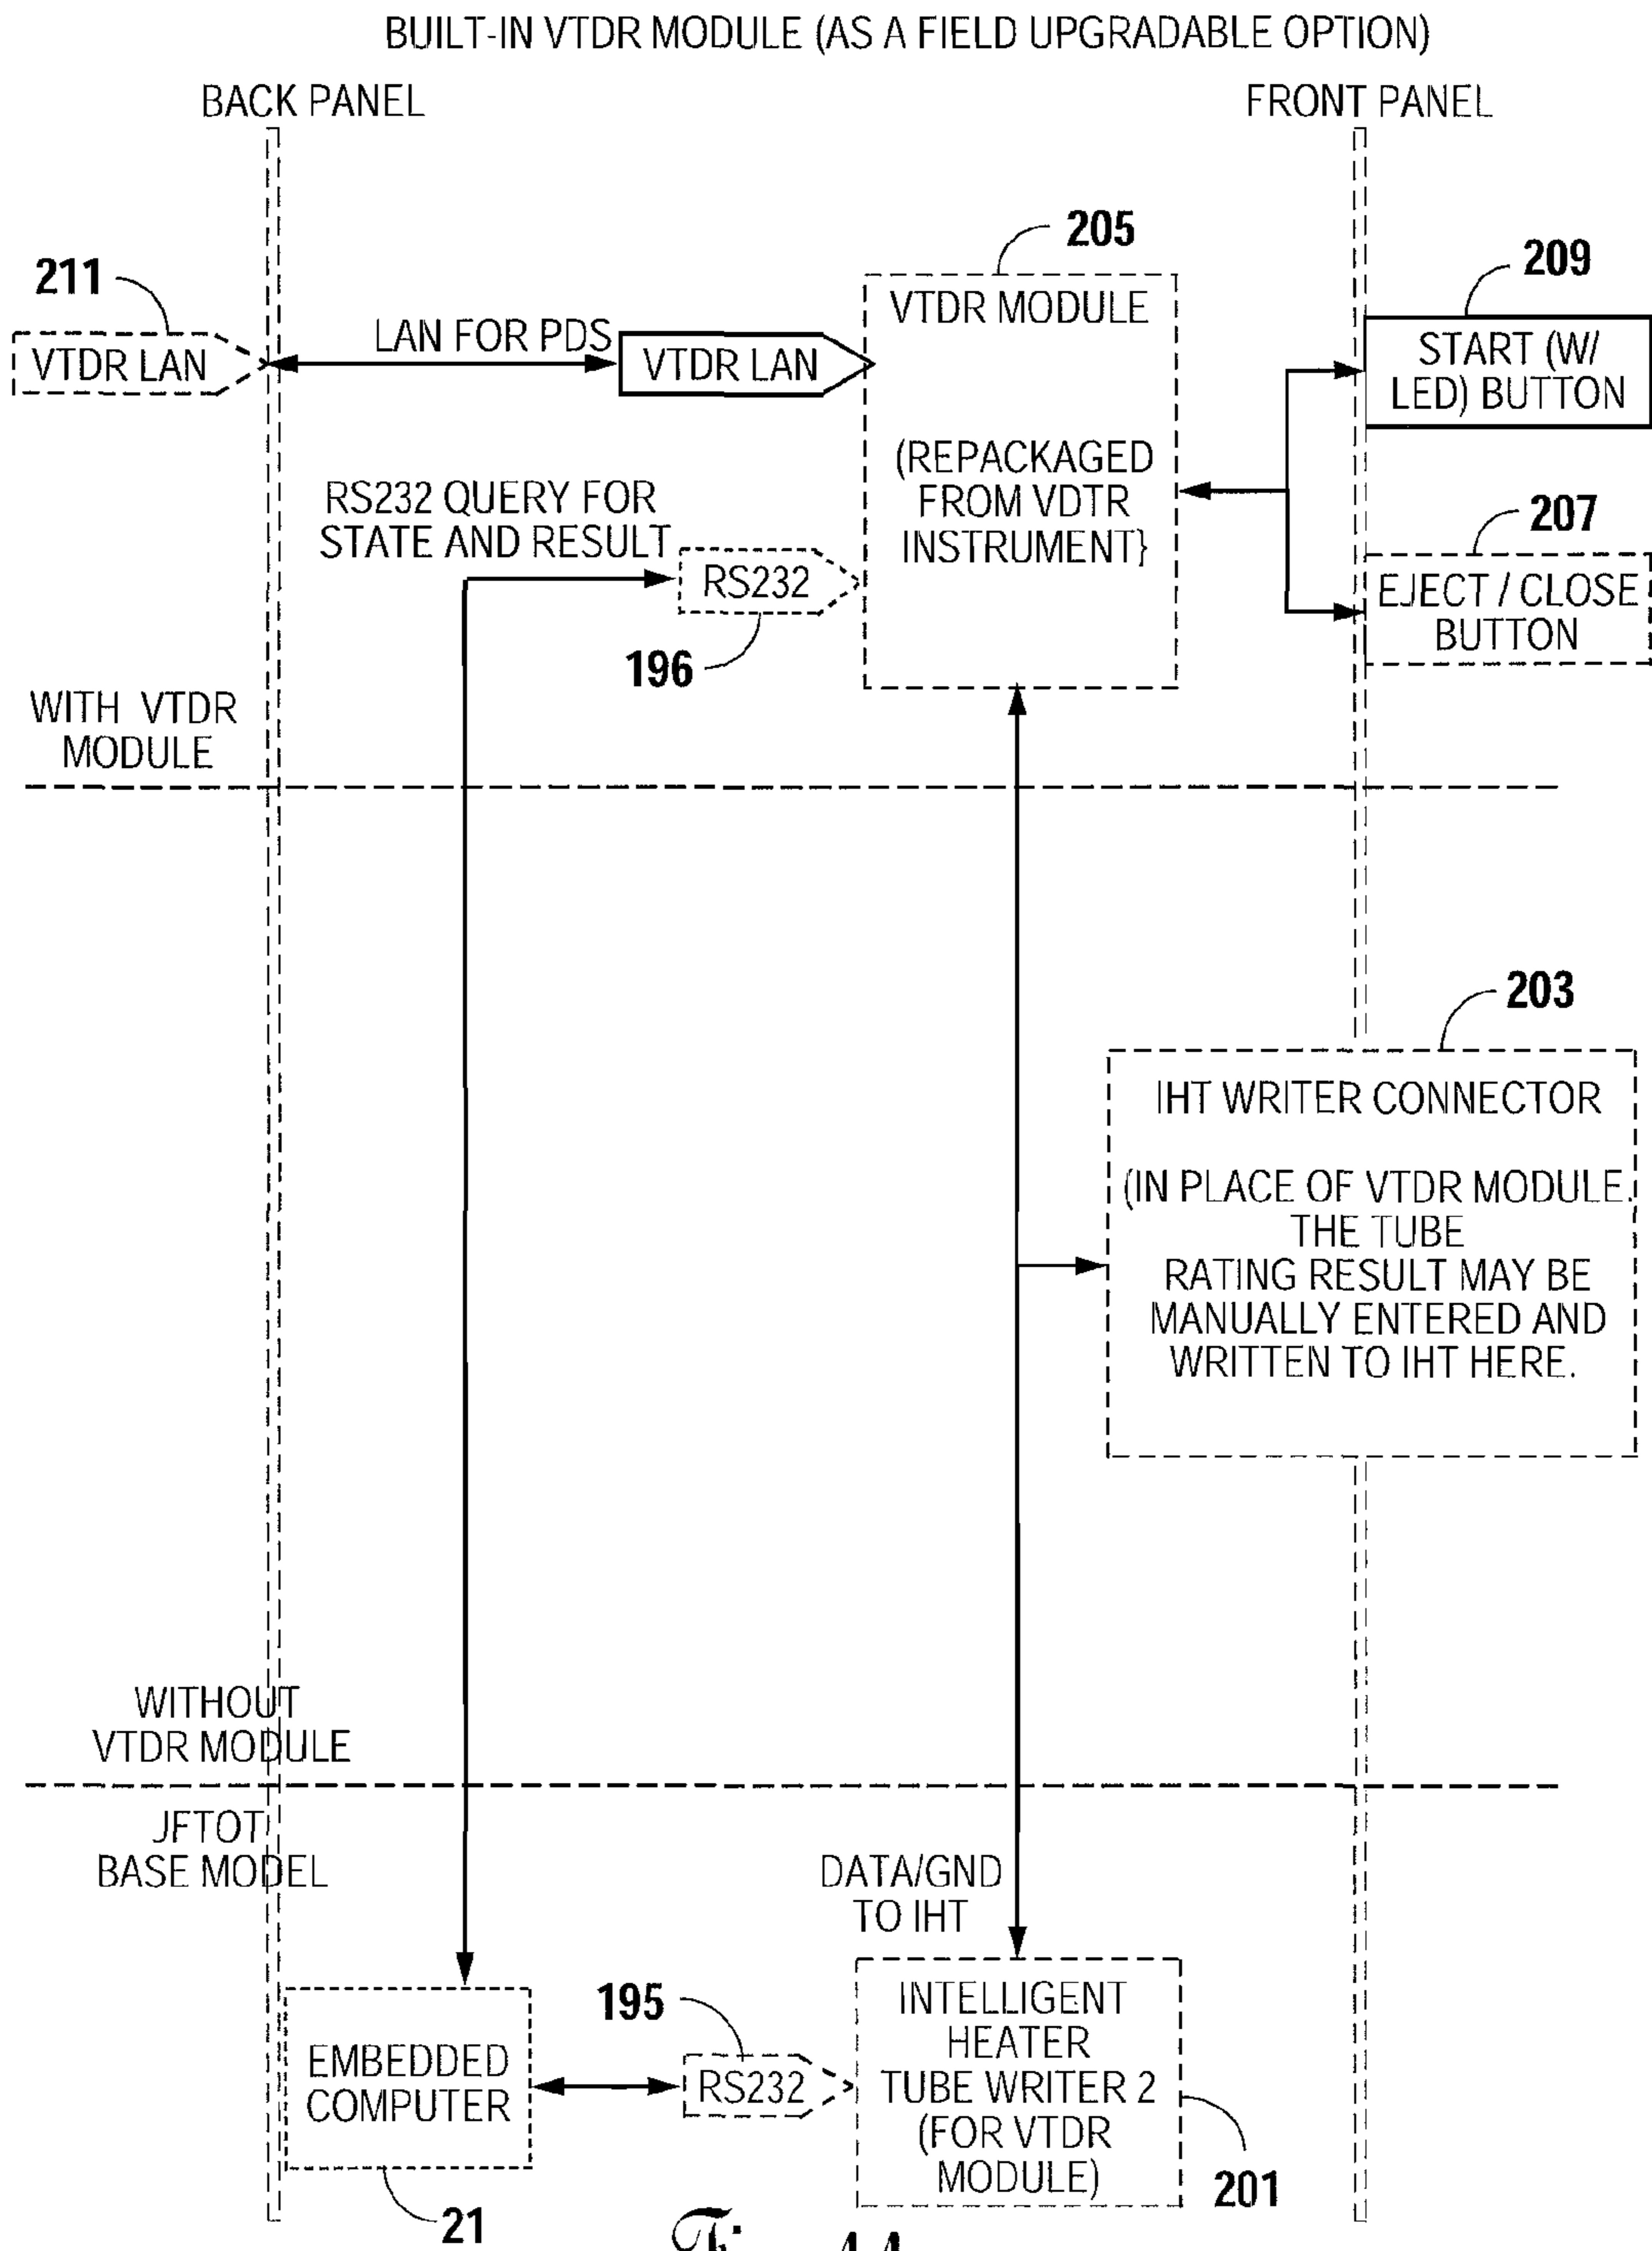 BUILT-IN VTDR MODULE (AS A FIELD UPGRADABLE OPTION)
BACK PANEL
FRONT PANEL
205
209
211
VTDR LAN
LAN FOR PDS
VTDR LAN
VTDR MODULE
(REPACKAGED
FROM VDTR
INSTRUMENT}
START (W/
LED) BUTTON
207
EJECT / CLOSE
BUTTON
RS232 QUERY FOR
STATE AND RESULT
RS232
196
WITH VTDR
MODULE
203
IHT WRITER CONNECTOR
(IN PLACE OF VTDR MODULE.
THE TUBE
RATING RESULT MAY BE
MANUALLY ENTERED AND
WRITTEN TO IHT HERE.
WITHOUT
VTDR MODULE
JFTOT
BASE MODEL
DATA/GND
TO IHT
EMBEDDED
COMPUTER
21
195
RS232
INTELLIGENT
HEATER
TUBE WRITER 2
(FOR VTDR
MODULE)
201